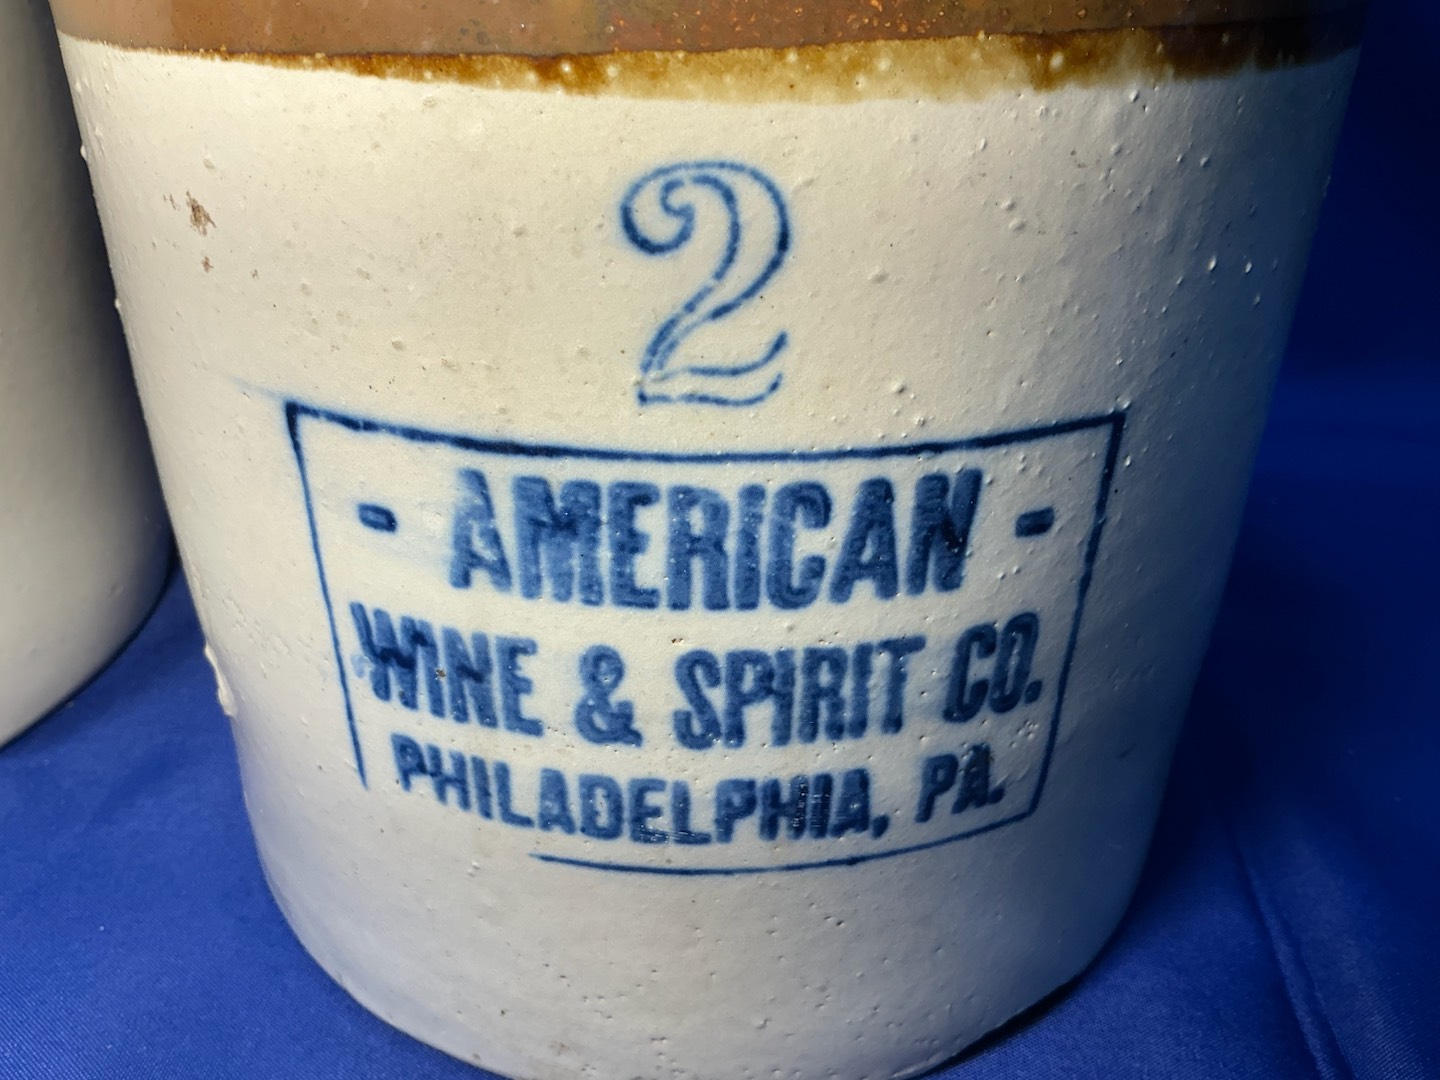 2
- AMERICAN -
WINE & SPIRIT CO.
PHILADELPHIA, PA.